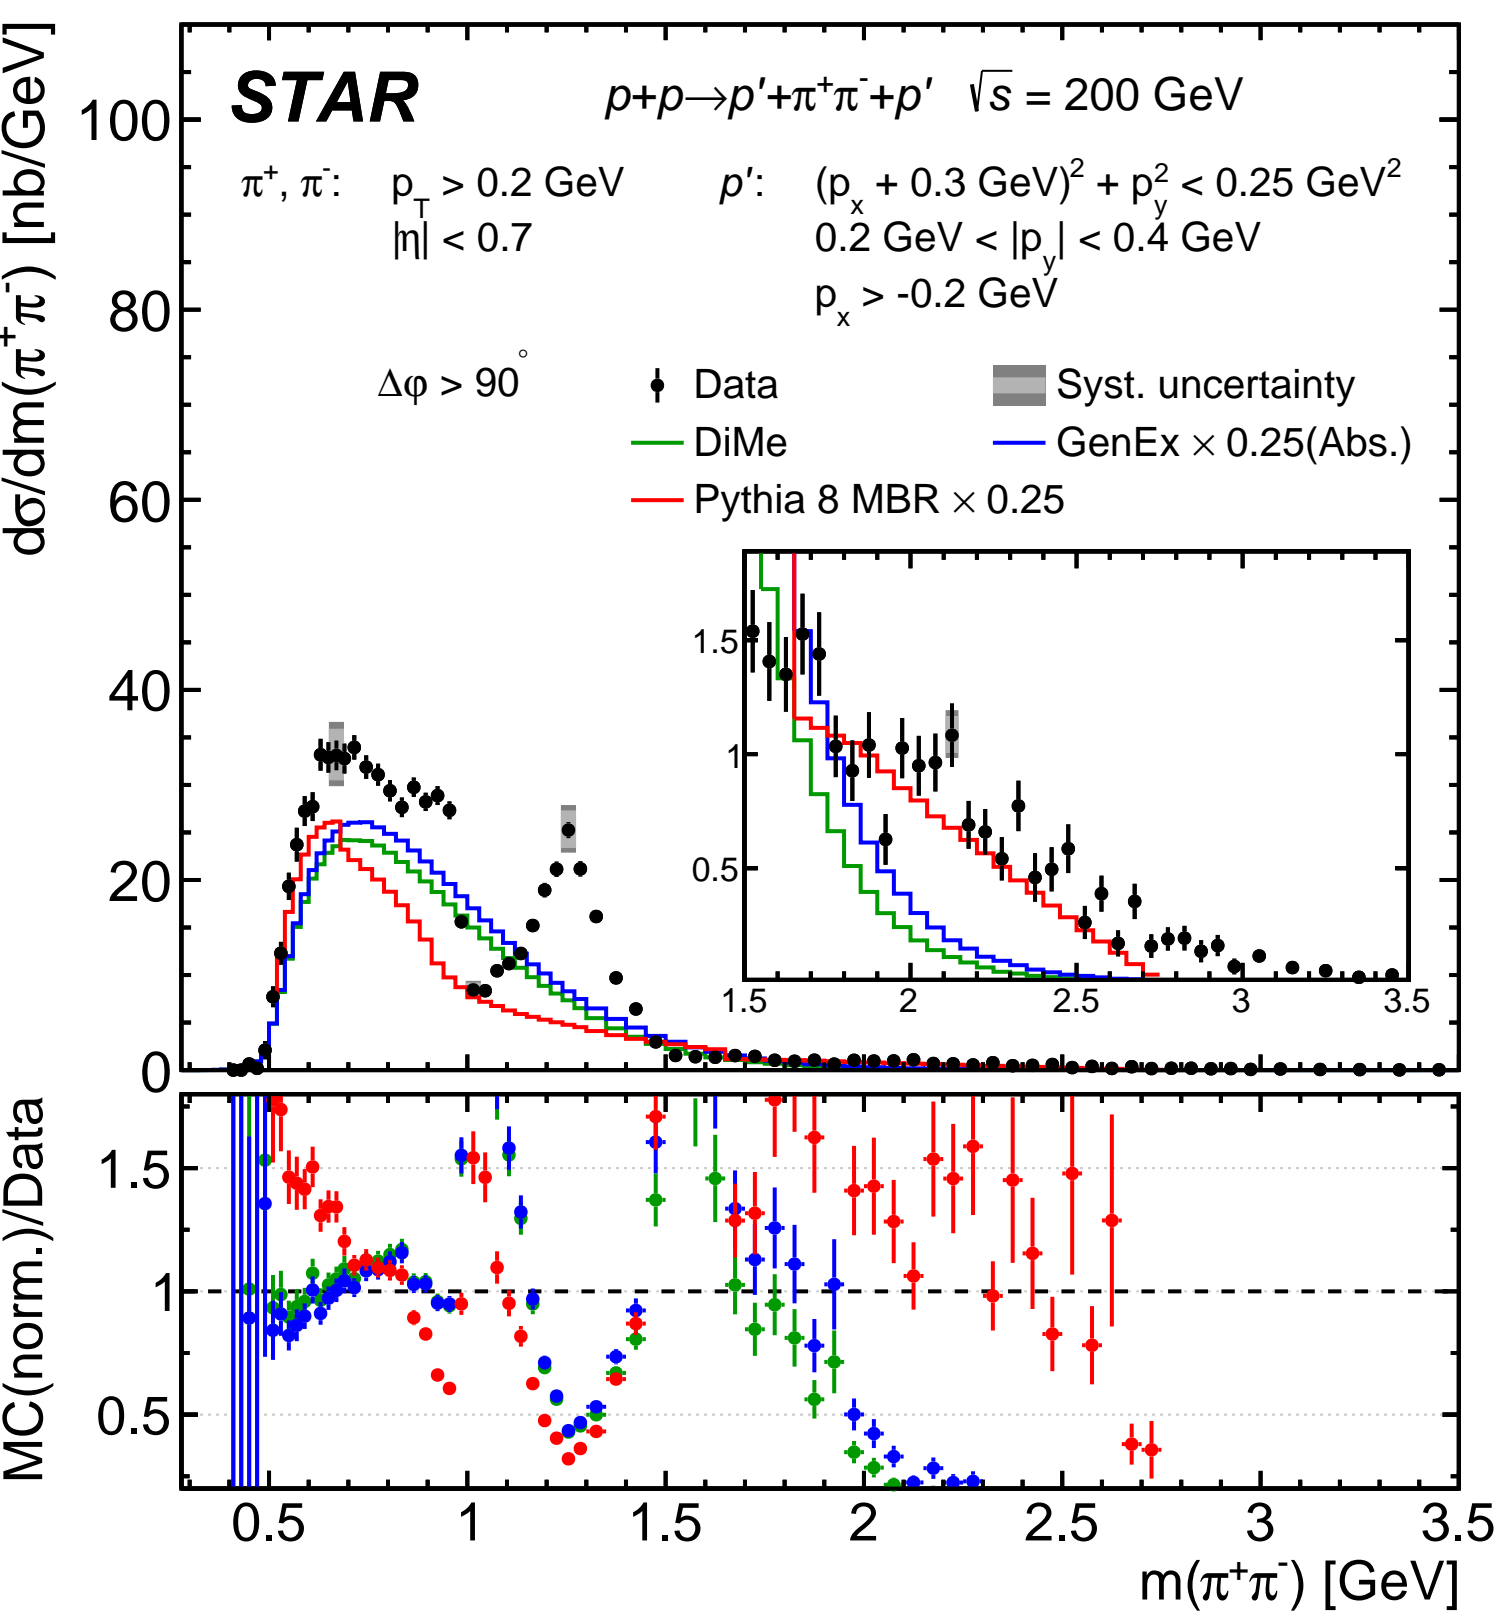 STAR p+p→p′+π⁺π⁻+p′ √s = 200 GeV
π⁺, π⁻: p_T > 0.2 GeV p′: (p_x + 0.3 GeV)² + p_y² < 0.25 GeV²
|η| < 0.7 0.2 GeV < |p_y| < 0.4 GeV
p_x > -0.2 GeV
Δφ > 90°
Data
Syst. uncertainty
DiMe
GenEx × 0.25(Abs.)
Pythia 8 MBR × 0.25
dσ/dm(π⁺π⁻) [nb/GeV]
100
80
60
40
20
0
1.5
1
0.5
1.5 2 2.5 3 3.5
MC(norm.)/Data
1.5
1
0.5
0.5 1 1.5 2 2.5 3 3.5
m(π⁺π⁻) [GeV]